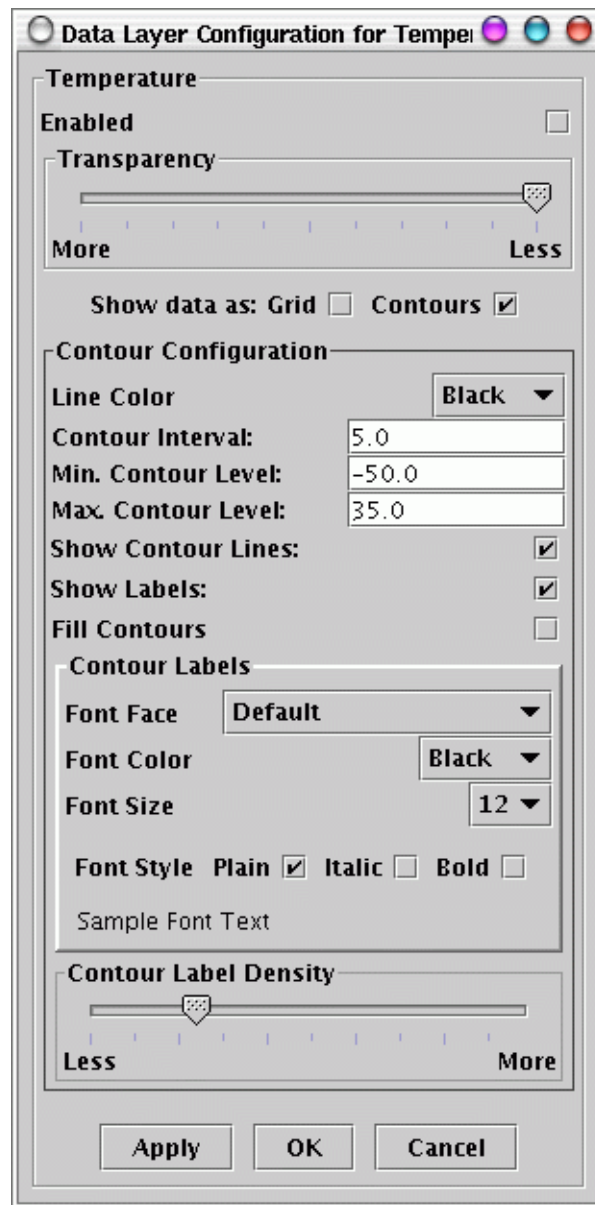 Data Layer Configuration for Temper
Temperature
Enabled
Transparency
More Less
Show data as: Grid Contours
Contour Configuration
Line Color Black
Contour Interval: 5.0
Min. Contour Level: -50.0
Max. Contour Level: 35.0
Show Contour Lines:
Show Labels:
Fill Contours
Contour Labels
Font Face Default
Font Color Black
Font Size 12
Font Style Plain Italic Bold
Sample Font Text
Contour Label Density
Less More
Apply OK Cancel